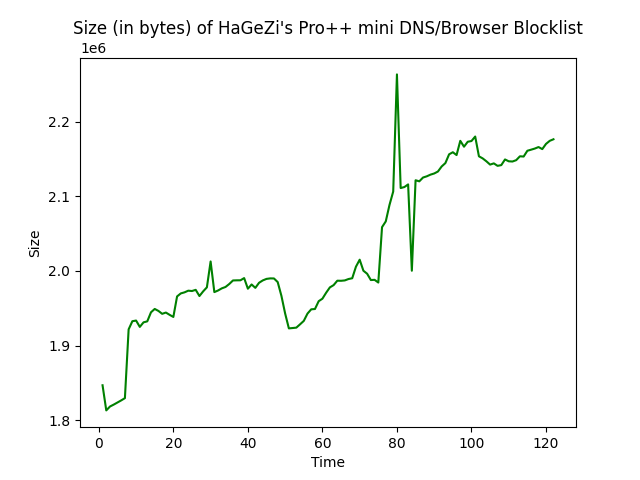 Size (in bytes) of HaGeZi's Pro++ mini DNS/Browser Blocklist
1e6
2.2
2.1
2.0
1.9
1.8
Size
0 20 40 60 80 100 120
Time